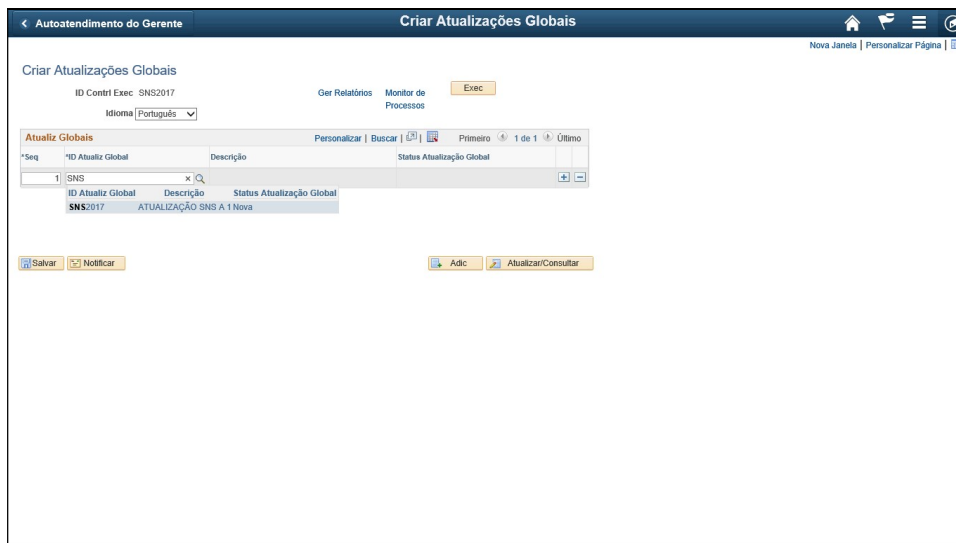 Autoatendimento do Gerente
Criar Atualizações Globais
Nova Janela | Personalizar Página |
Criar Atualizações Globais
ID Contrl Exec SNS2017
Ger Relatórios
Monitor de Processos
Exec
Idioma Português
Atualiz Globais
Personalizar | Buscar | |
Primeiro 1 de 1 Último
*Seq *ID Atualiz Global Descrição Status Atualização Global
1 SNS ×
ID Atualiz Global Descrição Status Atualização Global
SNS2017 ATUALIZAÇÃO SNS A 1 Nova
Salvar Notificar Adic Atualizar/Consultar